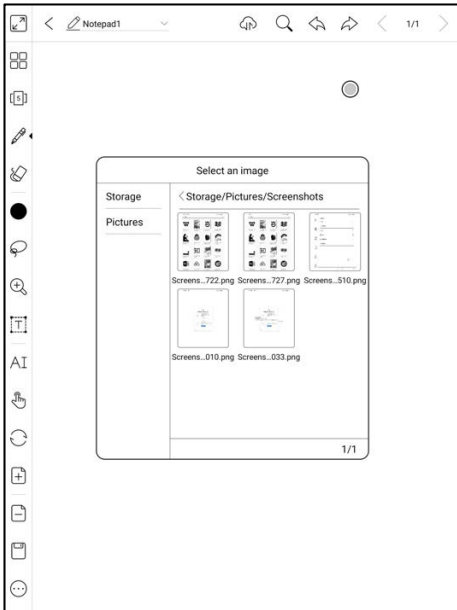 Notepad1
1/1
5
T
AI
Select an image
Storage
Pictures
Storage/Pictures/Screenshots
Screens...722.png Screens...727.png Screens...510.png
Screens...010.png Screens...033.png
1/1